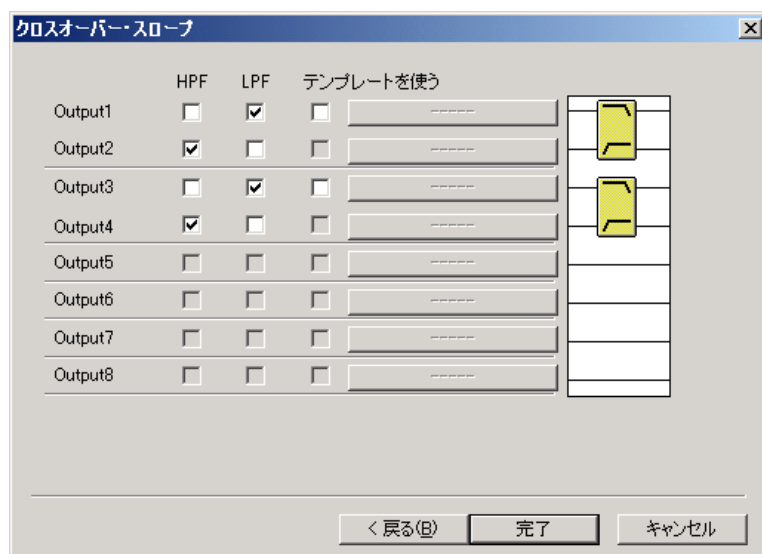 クロスオーバー・スロープ
HPF LPF テンプレートを使う
Output1 -----
Output2 -----
Output3 -----
Output4 -----
Output5 -----
Output6 -----
Output7 -----
Output8 -----
< 戻る(B) 完了 キャンセル